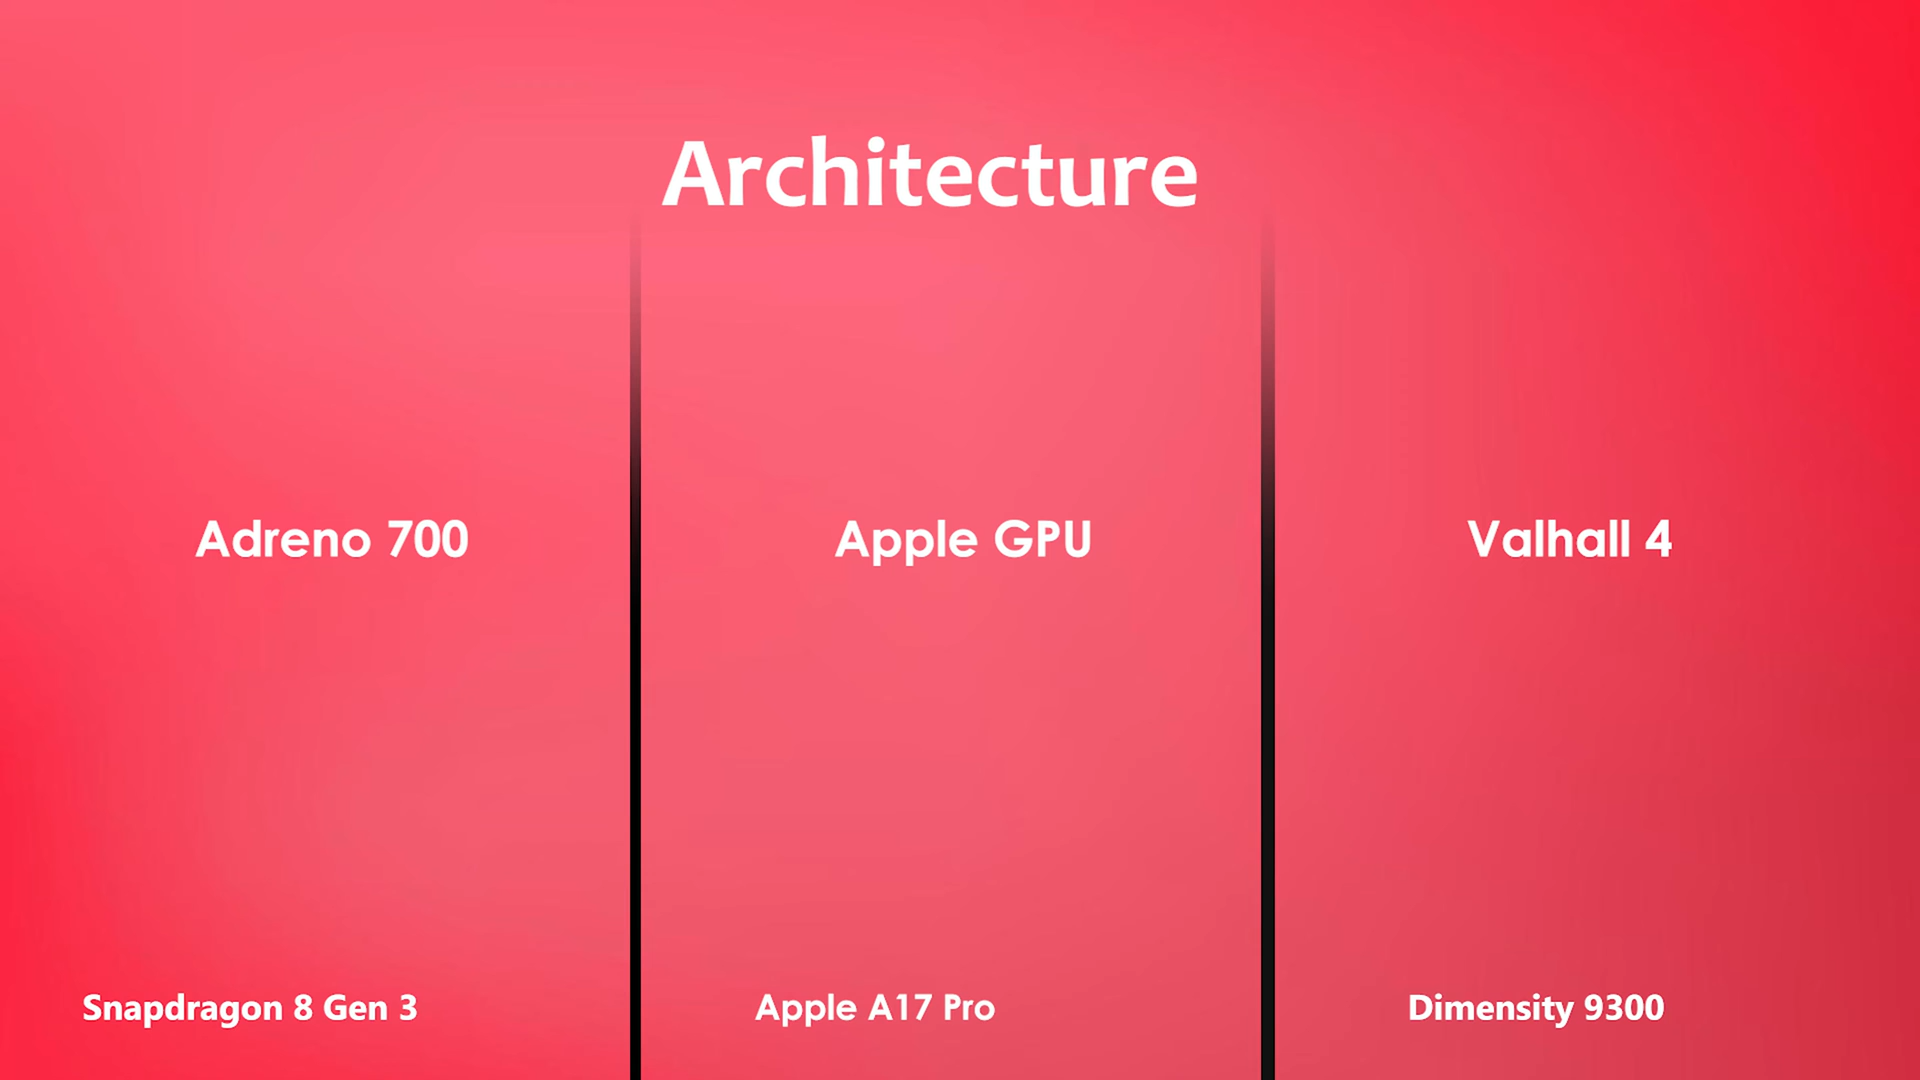 Architecture
Adreno 700
Apple GPU
Valhall 4
Snapdragon 8 Gen 3
Apple A17 Pro
Dimensity 9300